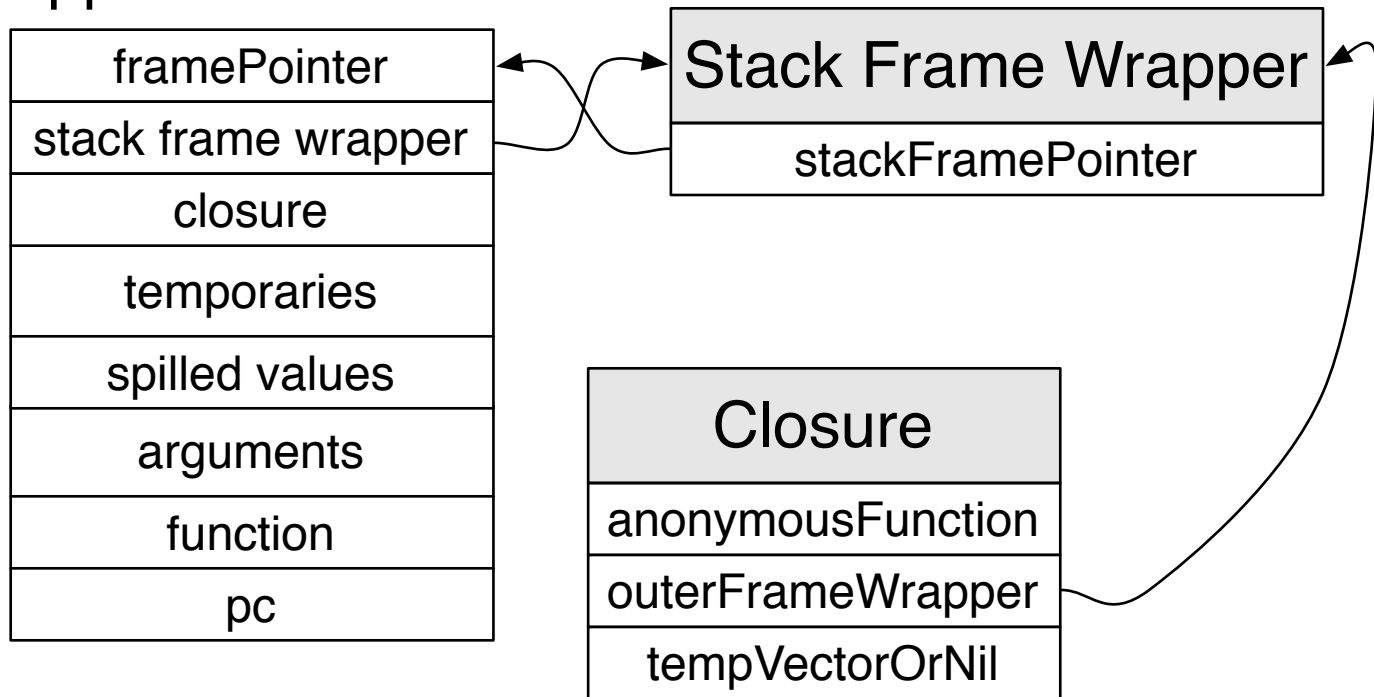 framePointer
stack frame wrapper
closure
temporaries
spilled values
arguments
function
pc
Stack Frame Wrapper
stackFramePointer
Closure
anonymousFunction
outerFrameWrapper
tempVectorOrNil